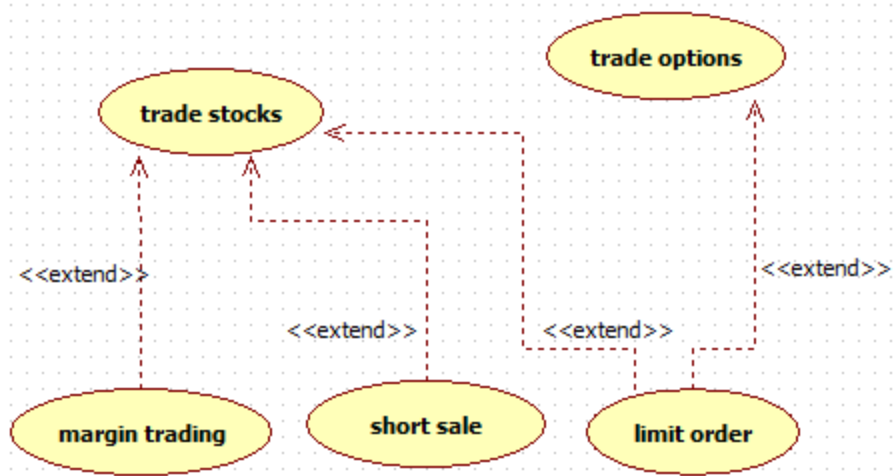 trade options
trade stocks
<<extend>>
<<extend>>
<<extend>>
<<extend>>
margin trading
short sale
limit order